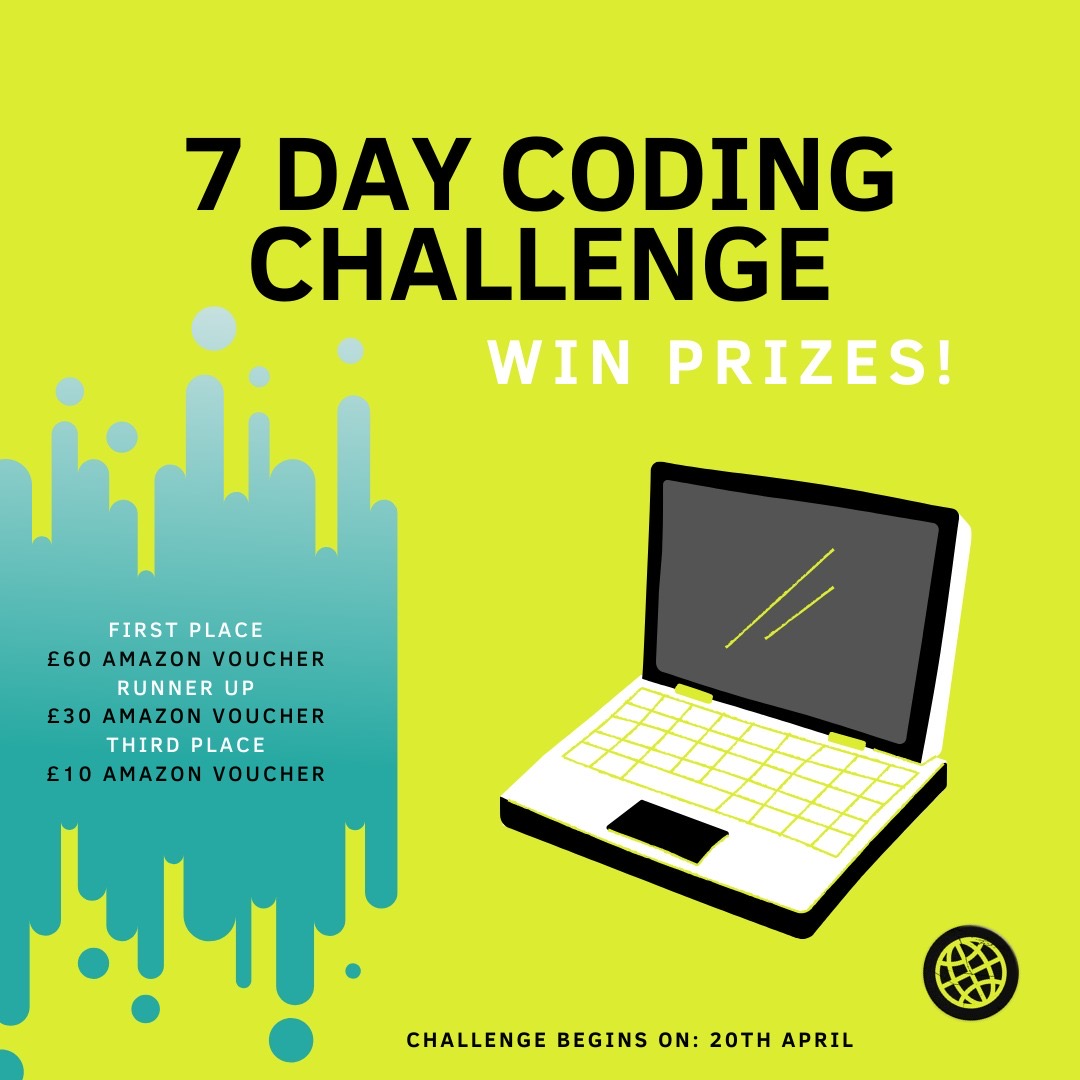 7 DAY CODING
CHALLENGE
WIN PRIZES!
FIRST PLACE
£60 AMAZON VOUCHER
RUNNER UP
£30 AMAZON VOUCHER
THIRD PLACE
£10 AMAZON VOUCHER
CHALLENGE BEGINS ON: 20TH APRIL